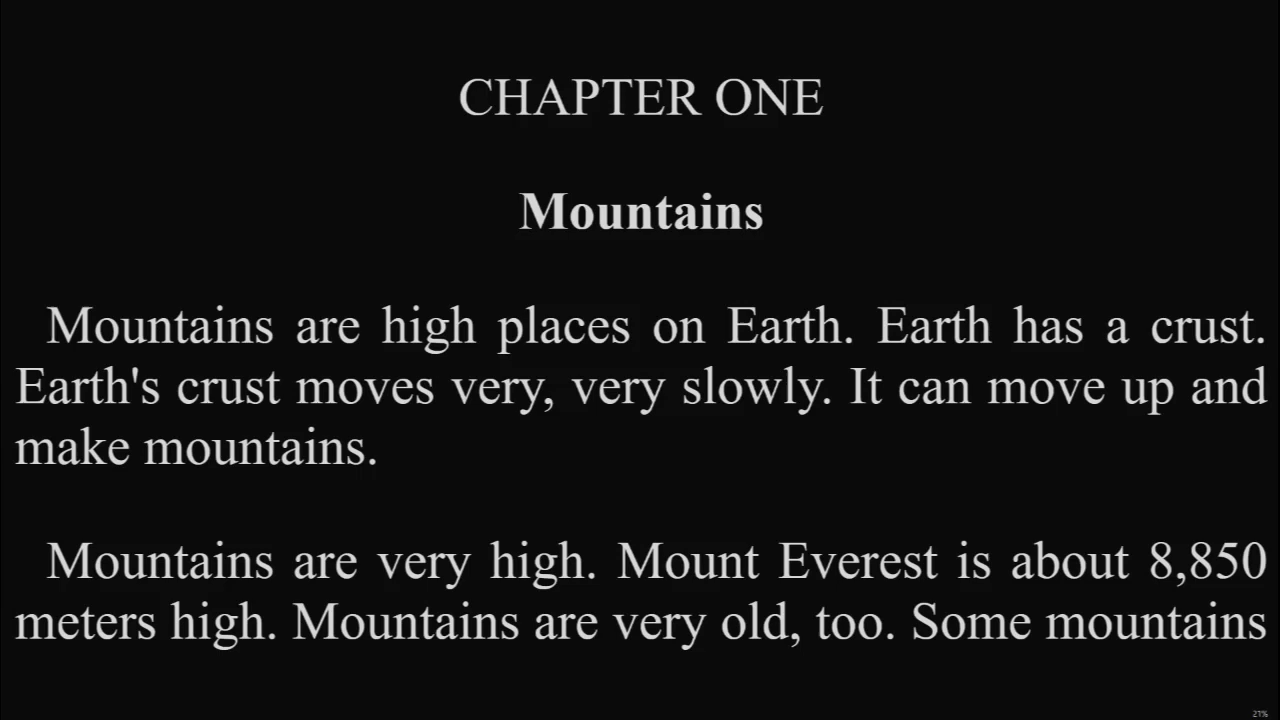 CHAPTER ONE
Mountains
Mountains are high places on Earth. Earth has a crust.
Earth's crust moves very, very slowly. It can move up and
make mountains.
Mountains are very high. Mount Everest is about 8,850
meters high. Mountains are very old, too. Some mountains
27%